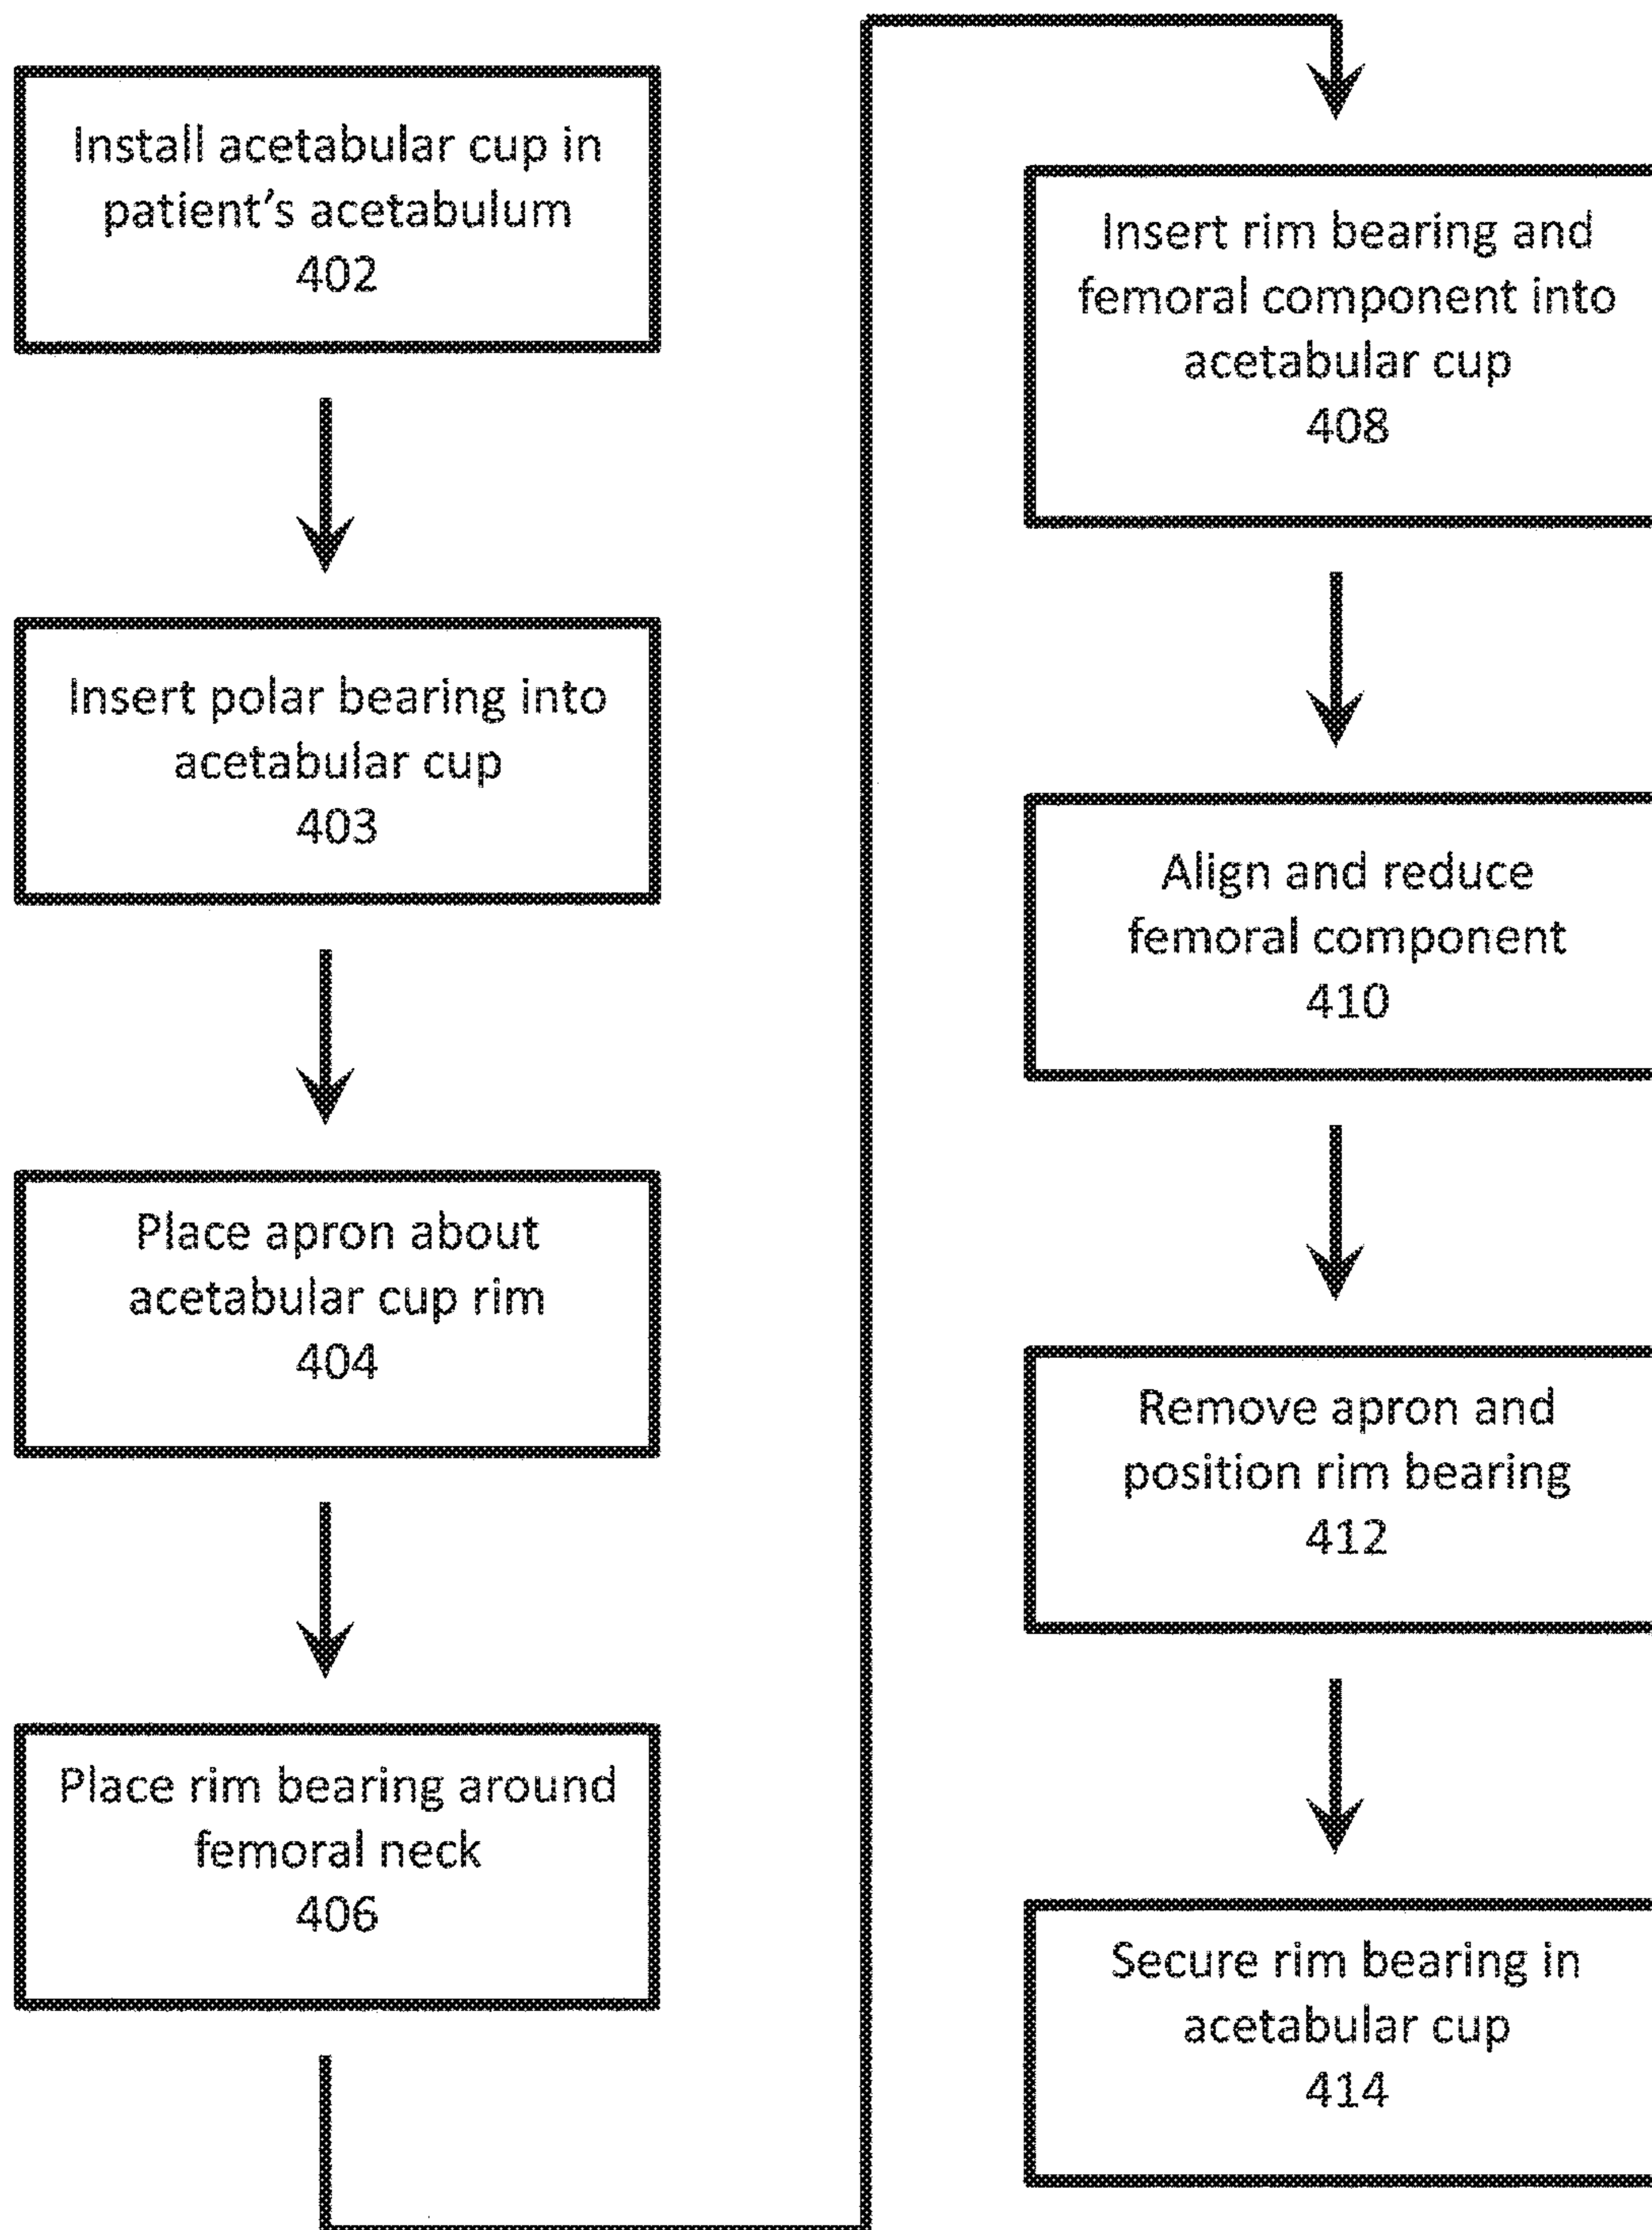 Install acetabular cup in
patient's acetabulum
402
Insert polar bearing into
acetabular cup
403
Place apron about
acetabular cup rim
404
Place rim bearing around
femoral neck
406
Insert rim bearing and
femoral component into
acetabular cup
408
Align and reduce
femoral component
410
Remove apron and
position rim bearing
412
Secure rim bearing in
acetabular cup
414